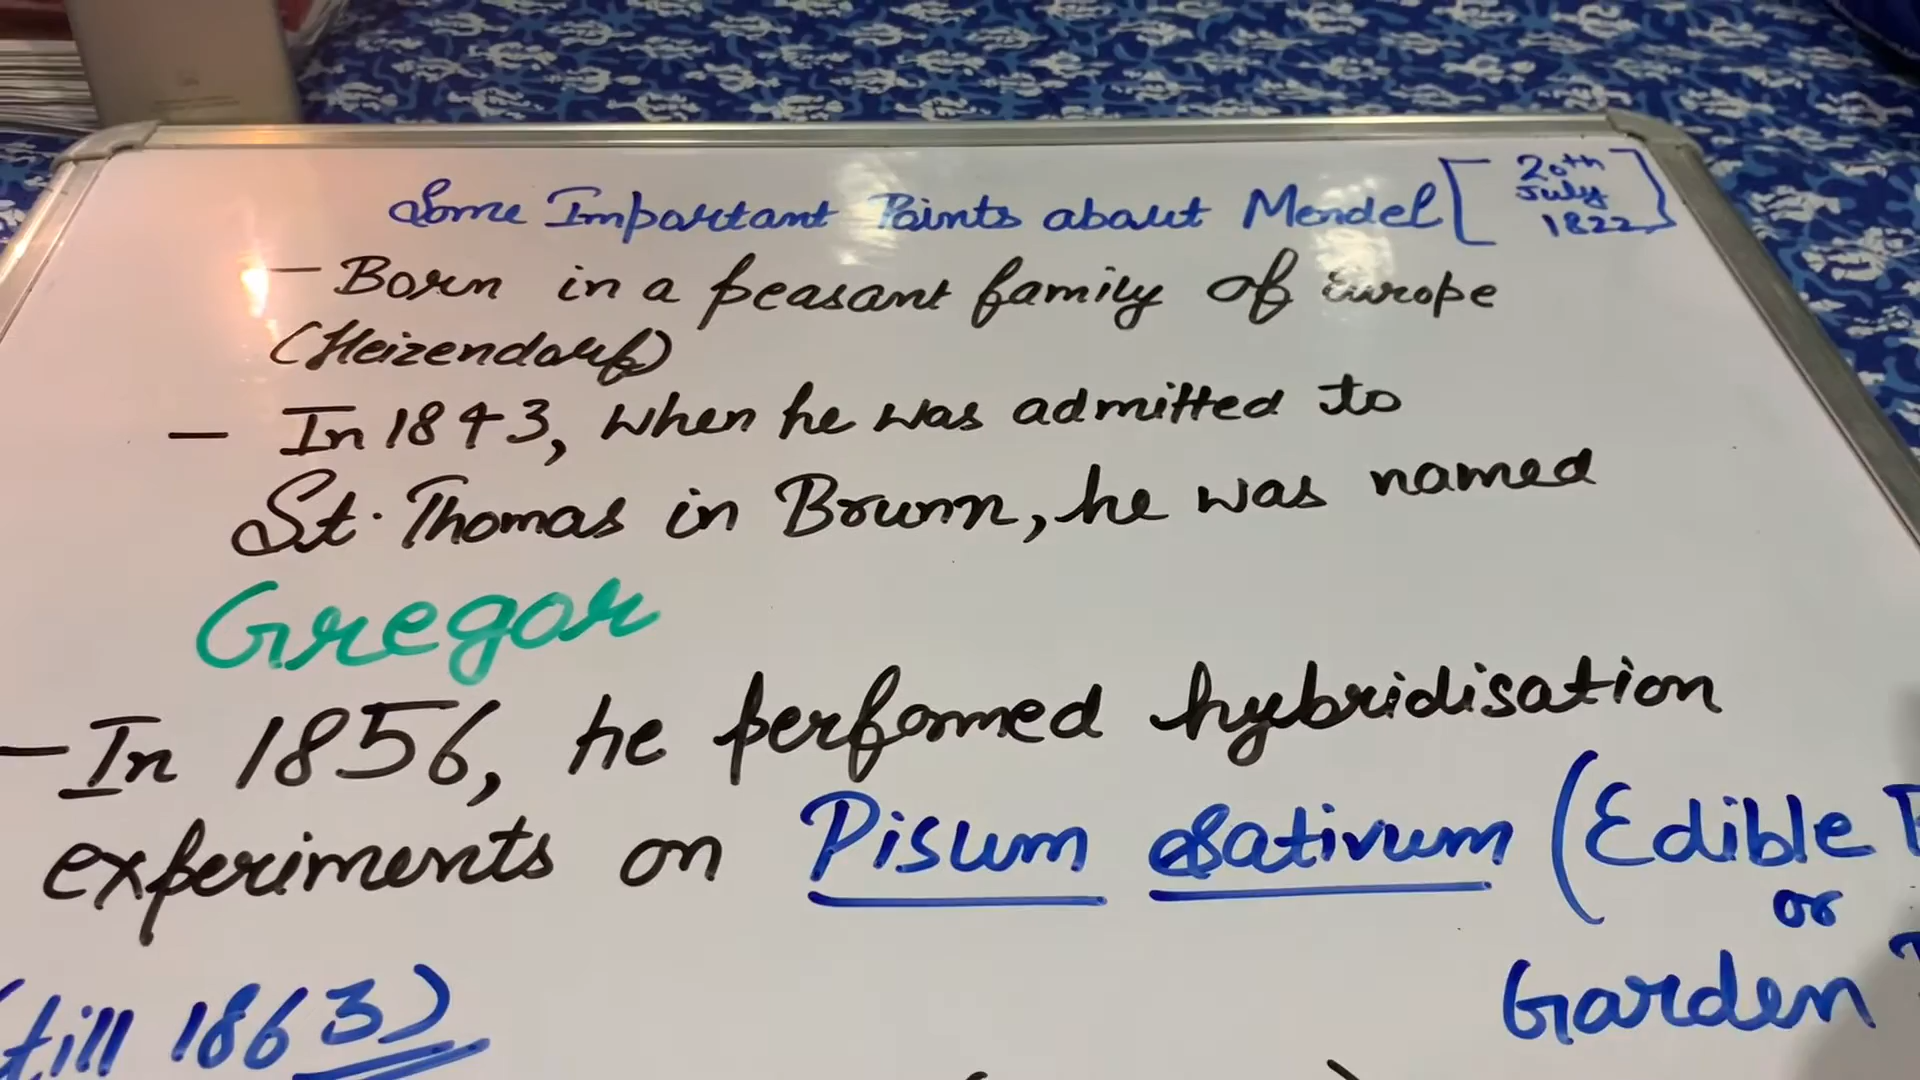 Some Important Points about Mendel [20th July 1822]
- Born in a peasant family of Europe
(Heizendorf)
- In 1843, when he was admitted to
St. Thomas in Brunn, he was named
Gregor
- In 1856, he performed hybridisation
experiments on Pisum sativum (Edible
or
(till 1863)
Garden